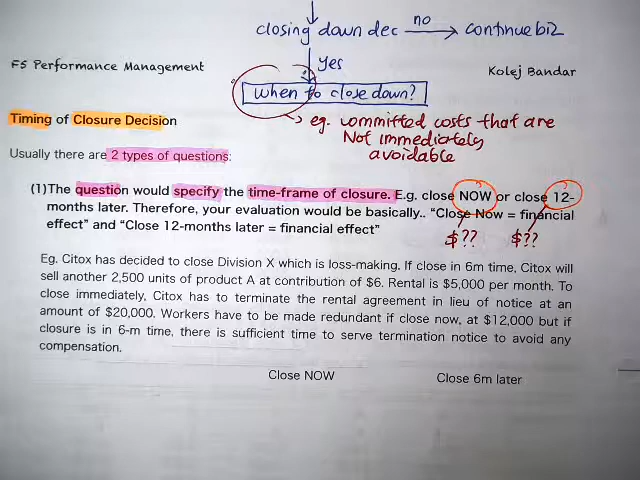 closing down dec no continue biz
Yes
F5 Performance Management
Kolej Bandar
When to close down?
eg. committed costs that are
Not immediately
avoidable
Timing of Closure Decision
Usually there are 2 types of questions:
(1)The question would specify the time-frame of closure. E.g. close NOW or close 12-
months later. Therefore, your evaluation would be basically.. “Close Now = financial
effect” and “Close 12-months later = financial effect”
$?? $??
Eg. Citox has decided to close Division X which is loss-making. If close in 6m time, Citox will
sell another 2,500 units of product A at contribution of $6. Rental is $5,000 per month. To
close immediately, Citox has to terminate the rental agreement in lieu of notice at an
amount of $20,000. Workers have to be made redundant if close now, at $12,000 but if
closure is in 6-m time, there is sufficient time to serve termination notice to avoid any
compensation.
Close NOW Close 6m later